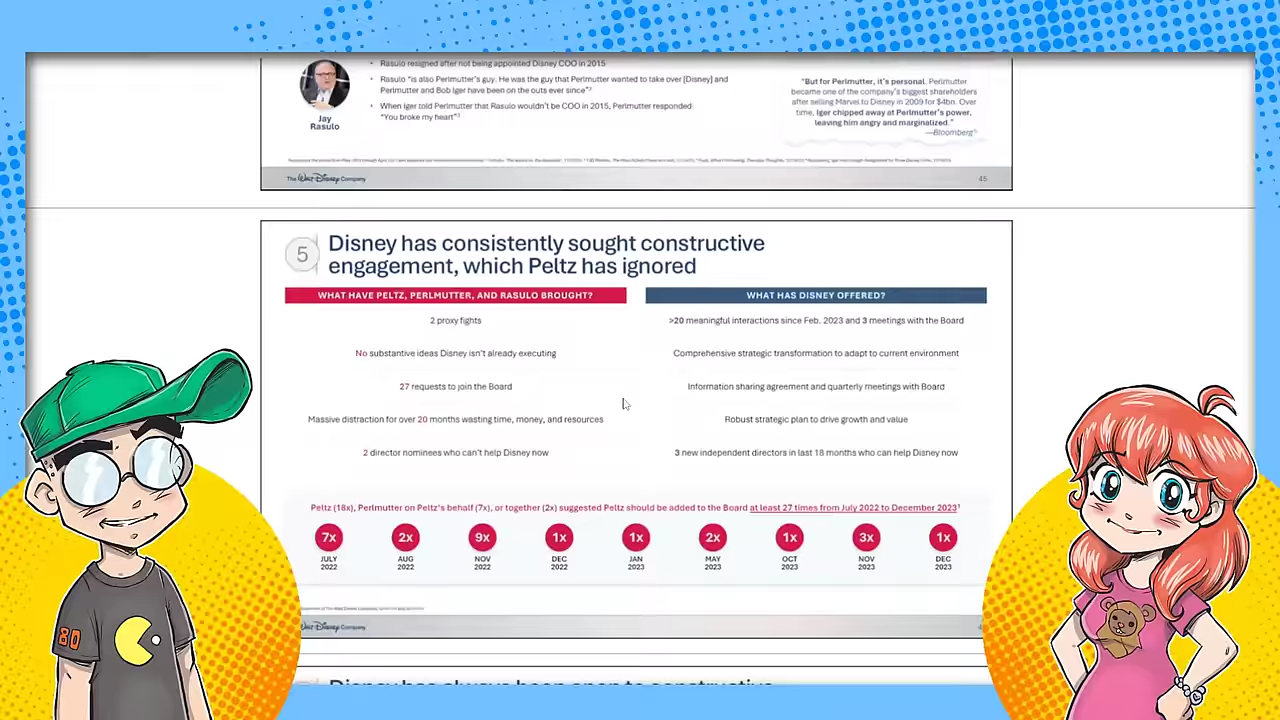 • Rasulo resigned after not being appointed Disney COO in 2015
• Rasulo "is also Perlmutter's guy. He was the guy that Perlmutter wanted to take over [Disney] and
Perlmutter and Bob Iger have been on the outs ever since"²
• When Iger told Perlmutter that Rasulo wouldn't be COO in 2015, Perlmutter responded
"You broke my heart"³
Jay
Rasulo
"But for Perlmutter, it's personal. Perlmutter
became one of the company's biggest shareholders
after selling Marvel to Disney in 2009 for $4bn. Over
time, Iger chipped away at Perlmutter's power,
leaving him angry and marginalized."
—Bloomberg⁵
The Walt Disney Company
45
5
Disney has consistently sought constructive
engagement, which Peltz has ignored
WHAT HAVE PELTZ, PERLMUTTER, AND RASULO BROUGHT?
2 proxy fights
No substantive ideas Disney isn't already executing
27 requests to join the Board
Massive distraction for over 20 months wasting time, money, and resources
2 director nominees who can't help Disney now
WHAT HAS DISNEY OFFERED?
>20 meaningful interactions since Feb. 2023 and 3 meetings with the Board
Comprehensive strategic transformation to adapt to current environment
Information sharing agreement and quarterly meetings with Board
Robust strategic plan to drive growth and value
3 new independent directors in last 18 months who can help Disney now
Peltz (18x), Perlmutter on Peltz's behalf (7x), or together (2x) suggested Peltz should be added to the Board at least 27 times from July 2022 to December 2023¹
7x
JULY
2022
2x
AUG
2022
9x
NOV
2022
1x
DEC
2022
1x
JAN
2023
2x
MAY
2023
1x
OCT
2023
3x
NOV
2023
1x
DEC
2023
Walt Disney Company
Disney has always been open to constructive
80